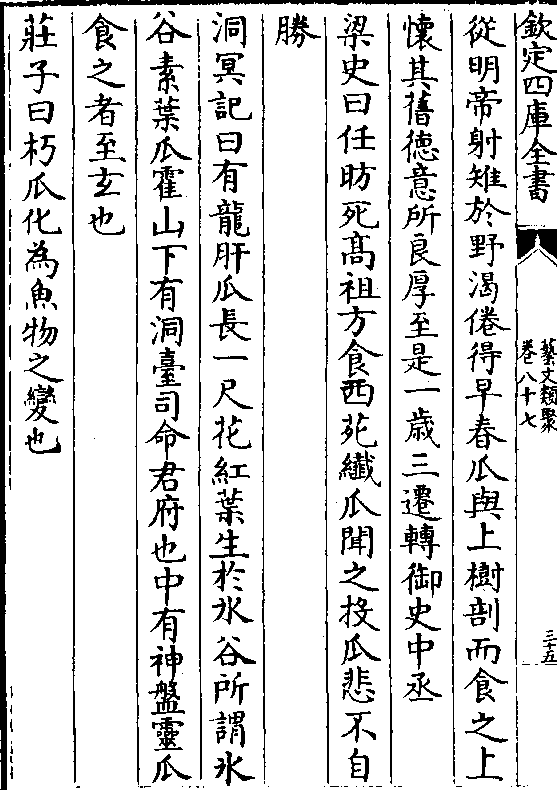 欽定四庫全書
藝文類聚
卷八十七
三十五
從明帝射雉於野渴倦得早春瓜與上樹剖而食之上
懷其舊德意所良厚至是一歲三遷轉御史中丞
梁史曰任昉死髙祖方食西苑纎瓜聞之投瓜悲不自
勝
洞冥記曰有龍肝瓜長一尺花紅葉生於氷谷所謂氷
谷素葉瓜霍山下有洞臺司命君府也中有神盤靈瓜
食之者至玄也
莊子曰朽瓜化為魚物之變也